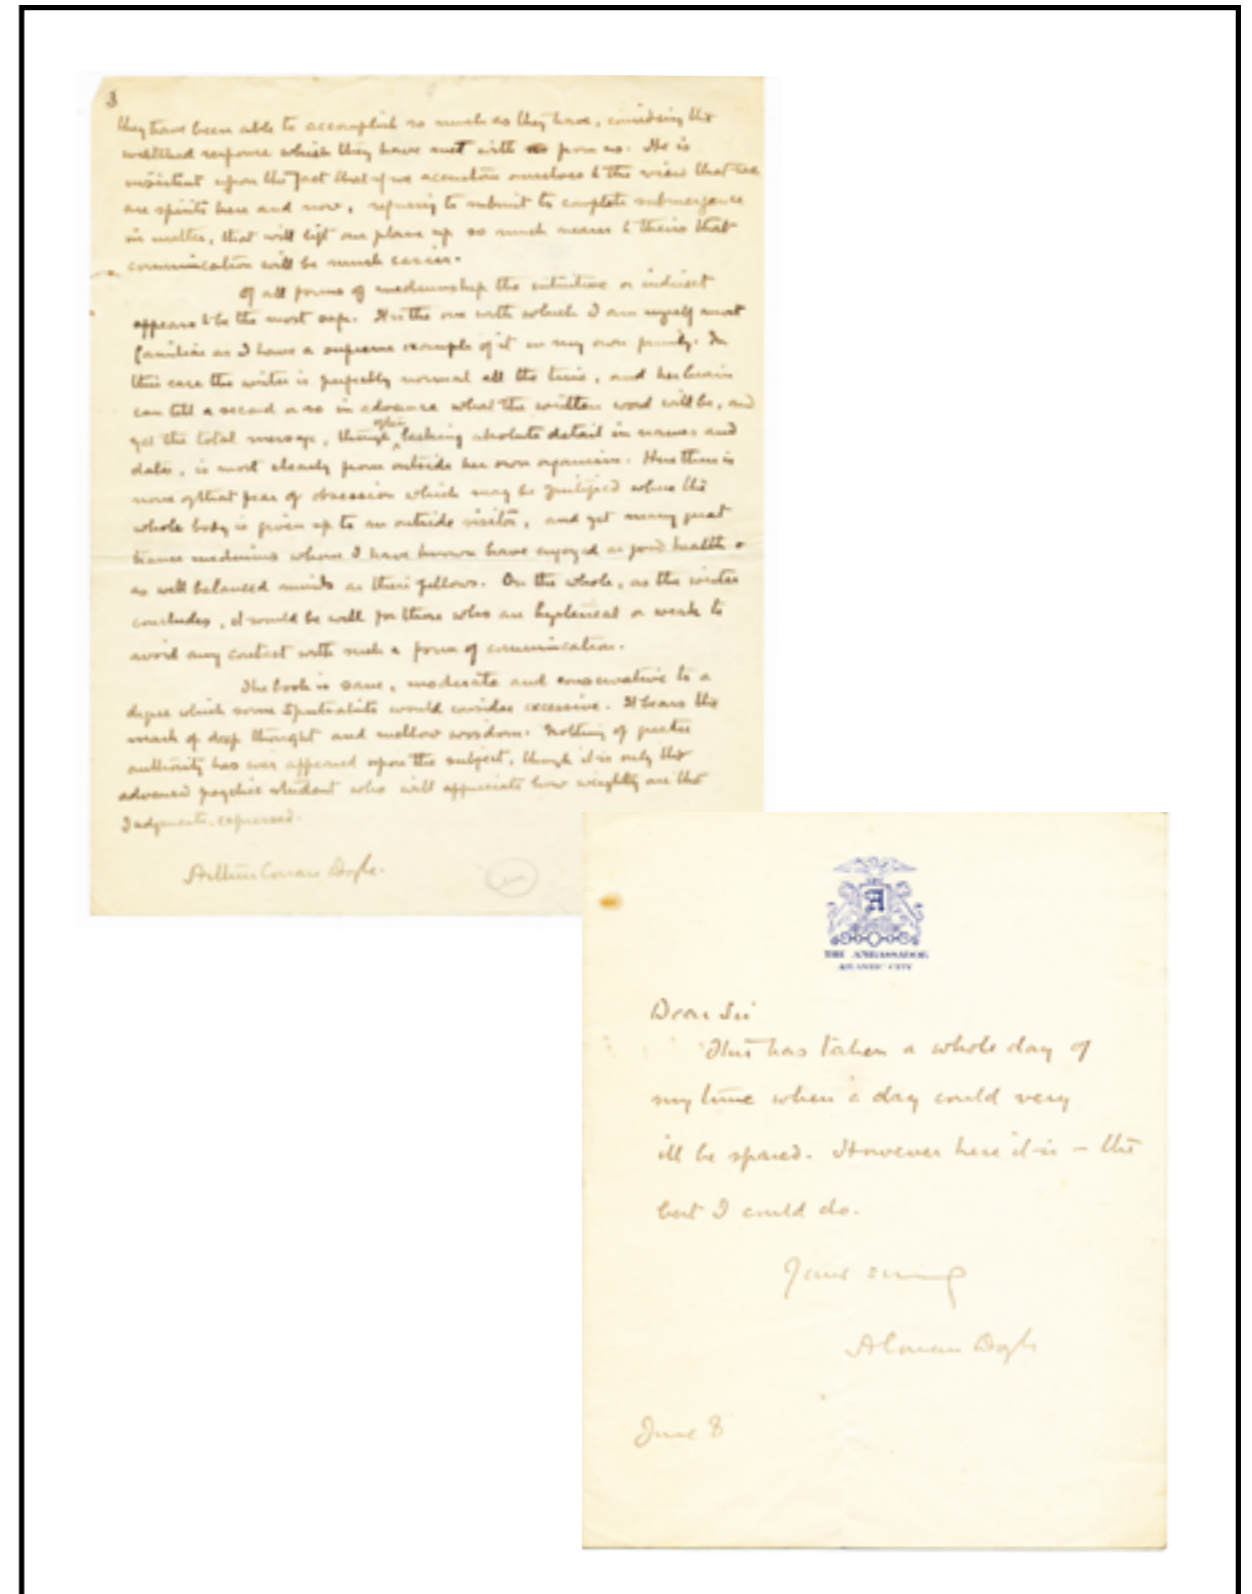 3
they have been able to accomplish so much as they have, considering the
wretched response which they have met with from us. He is
insistent upon the fact that if we accustom ourselves to the view that we
are spirits here and now, refusing to submit to complete submergence
in matter, that will lift our plane up so much nearer to theirs that
communication will be much easier.
Of all forms of mediumship the intuitive or indirect
appears to be the most safe. It is the one with which I am myself most
familiar as I have a supreme example of it in my own family. In
this case the writer is perfectly normal all the time, and her brain
can tell a second or so in advance what the written word will be, and
yet the total message, though often lacking absolute detail in names and
dates, is most clearly from outside her own organism. Here there is
none of that fear of obsession which may be justified where the
whole body is given up to an outside visitor, and yet many great
trance mediums whom I have known have enjoyed as good health &
as well balanced minds as their fellows. On the whole, as the writer
concludes, it would be well for those who are hysterical or weak to
avoid any contact with such a form of communication.
The book is sane, moderate and conservative to a
degree which some Spiritualists would consider excessive. It bears the
mark of deep thought and mellow wisdom. Nothing of greater
authority has ever appeared upon the subject, though it is only the
advanced psychic student who will appreciate how weighty are the
Judgments expressed.
Arthur Conan Doyle.
A
THE AMBASSADOR
ATLANTIC CITY
Dear Sir
This has taken a whole day of
my time when a day could very
ill be spared. However here it is – the
best I could do.
Yours sincerely
A Conan Doyle
June 8